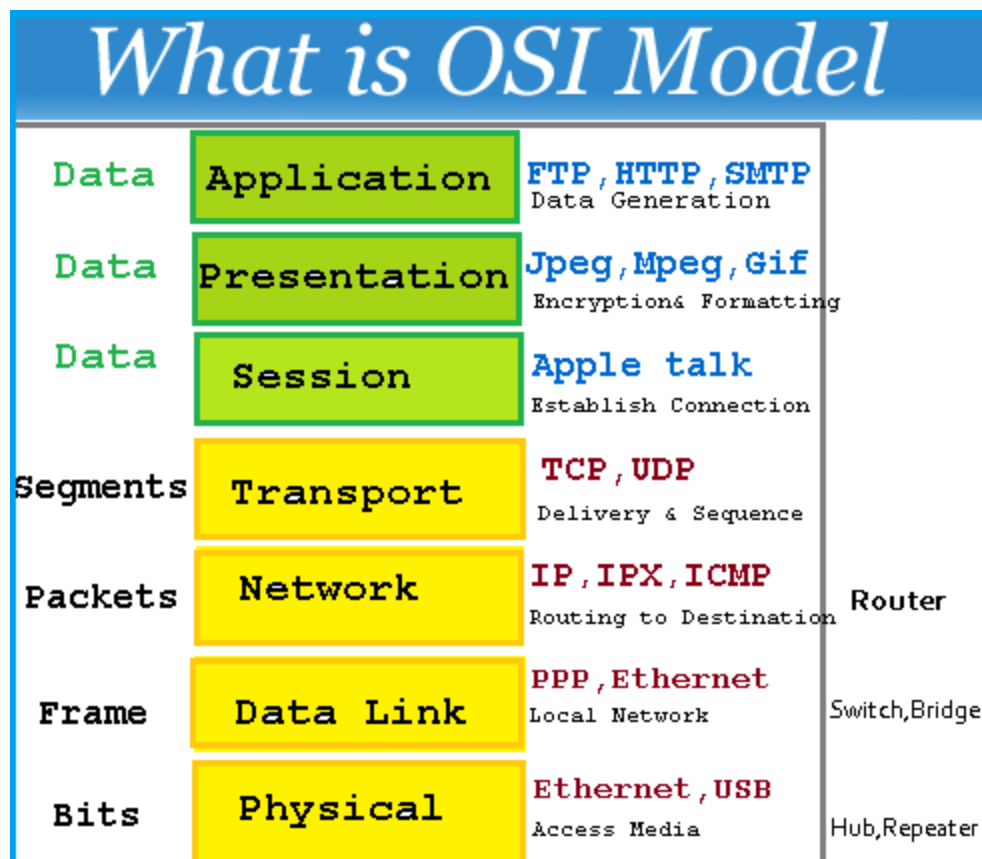 What is OSI Model
Data
Application
FTP,HTTP,SMTP
Data Generation
Data
Presentation
Jpeg,Mpeg,Gif
Encryption& Formatting
Data
Session
Apple talk
Establish Connection
Segments
Transport
TCP,UDP
Delivery & Sequence
Packets
Network
IP,IPX,ICMP
Routing to Destination
Router
Frame
Data Link
PPP,Ethernet
Local Network
Switch,Bridge
Bits
Physical
Ethernet,USB
Access Media
Hub,Repeater